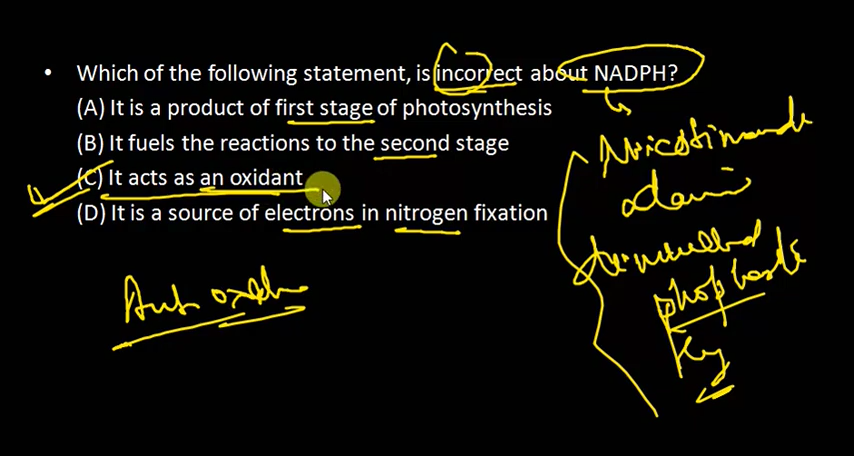 • Which of the following statement, is incorrect about NADPH?
(A) It is a product of first stage of photosynthesis
(B) It fuels the reactions to the second stage
(C) It acts as an oxidant
(D) It is a source of electrons in nitrogen fixation